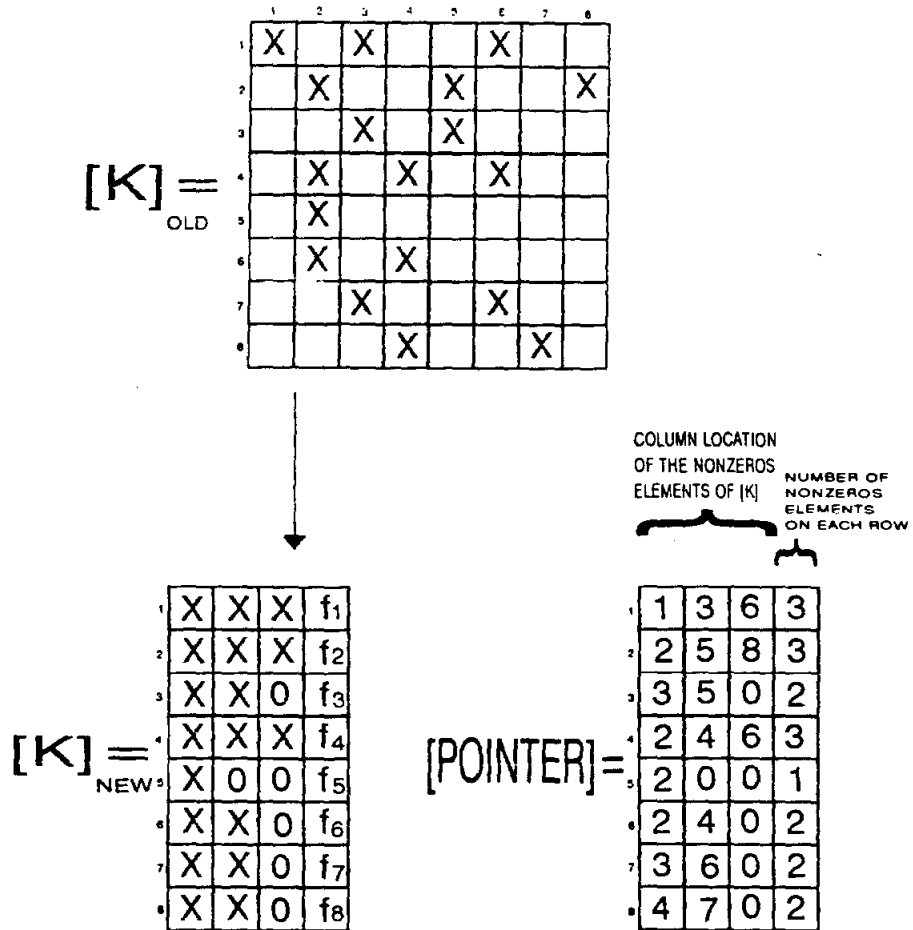 1 2 3 4 5 6 7 8
1 X X X
2 X X X
3 X X
[K] =
OLD
4 X X X
5 X
6 X X
7 X X
8 X X
COLUMN LOCATION
OF THE NONZEROS
ELEMENTS OF [K]
NUMBER OF
NONZEROS
ELEMENTS
ON EACH ROW
[K] =
NEW
1 X X X f1
2 X X X f2
3 X X 0 f3
4 X X X f4
5 X 0 0 f5
6 X X 0 f6
7 X X 0 f7
8 X X 0 f8
[POINTER]=
1 1 3 6 3
2 2 5 8 3
3 3 5 0 2
4 2 4 6 3
5 2 0 0 1
6 2 4 0 2
7 3 6 0 2
8 4 7 0 2